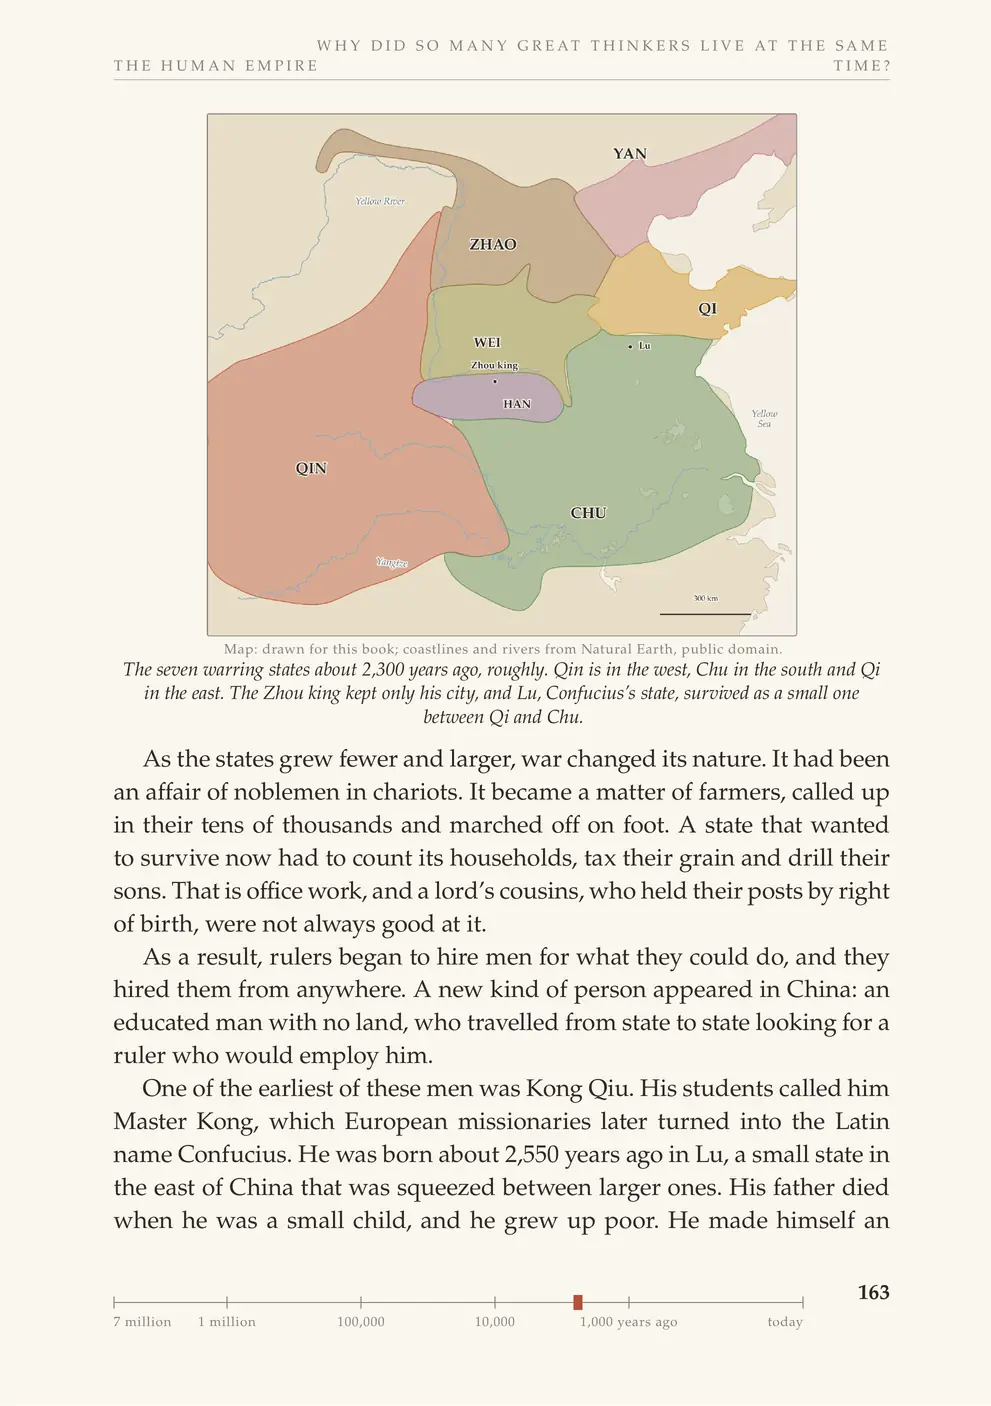 WHY DID SO MANY GREAT THINKERS LIVE AT THE SAME
THE HUMAN EMPIRE TIME?
YAN
Yellow River
ZHAO
QI
WEI
Lu
Zhou king
HAN
Yellow
Sea
QIN
CHU
Yangtze
300 km
Map: drawn for this book; coastlines and rivers from Natural Earth, public domain.
The seven warring states about 2,300 years ago, roughly. Qin is in the west, Chu in the south and Qi
in the east. The Zhou king kept only his city, and Lu, Confucius’s state, survived as a small one
between Qi and Chu.
As the states grew fewer and larger, war changed its nature. It had been
an affair of noblemen in chariots. It became a matter of farmers, called up
in their tens of thousands and marched off on foot. A state that wanted
to survive now had to count its households, tax their grain and drill their
sons. That is office work, and a lord’s cousins, who held their posts by right
of birth, were not always good at it.
As a result, rulers began to hire men for what they could do, and they
hired them from anywhere. A new kind of person appeared in China: an
educated man with no land, who travelled from state to state looking for a
ruler who would employ him.
One of the earliest of these men was Kong Qiu. His students called him
Master Kong, which European missionaries later turned into the Latin
name Confucius. He was born about 2,550 years ago in Lu, a small state in
the east of China that was squeezed between larger ones. His father died
when he was a small child, and he grew up poor. He made himself an
163
7 million 1 million 100,000 10,000 1,000 years ago today